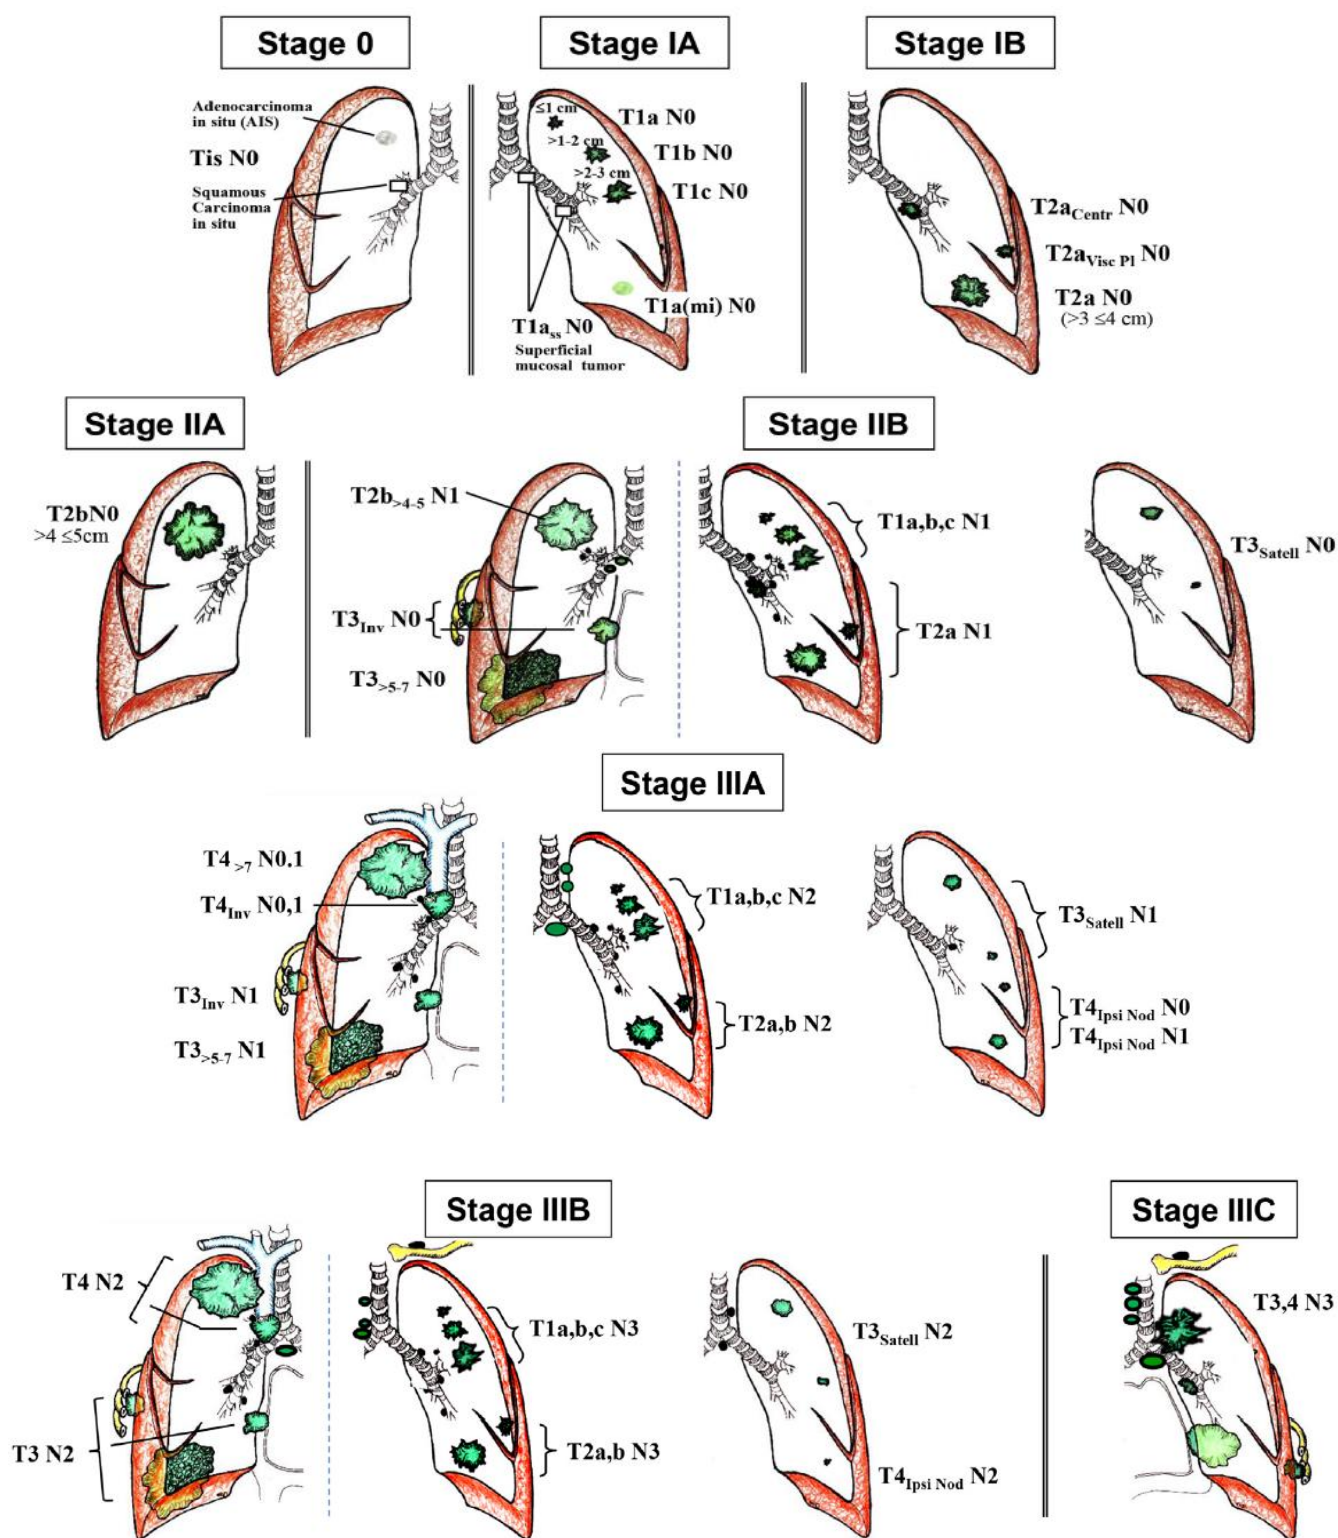 Stage 0
Stage IA
Stage IB
Adenocarcinoma
in situ (AIS)
Tis N0
Squamous
Carcinoma
in situ
≤1 cm
>1-2 cm
>2-3 cm
T1a N0
T1b N0
T1c N0
T1a(mi) N0
T1ass N0
Superficial
mucosal tumor
T2aCentr N0
T2aVisc Pl N0
T2a N0
(>3 ≤4 cm)
Stage IIA
Stage IIB
T2bN0
>4 ≤5cm
T2b>4-5 N1
T3Inv N0
T3>5-7 N0
T1a,b,c N1
T2a N1
T3Satell N0
Stage IIIA
T4 >7 N0.1
T4Inv N0,1
T3Inv N1
T3>5-7 N1
T1a,b,c N2
T2a,b N2
T3Satell N1
T4Ipsi Nod N0
T4Ipsi Nod N1
Stage IIIB
Stage IIIC
T4 N2
T3 N2
T1a,b,c N3
T2a,b N3
T3Satell N2
T4Ipsi Nod N2
T3,4 N3